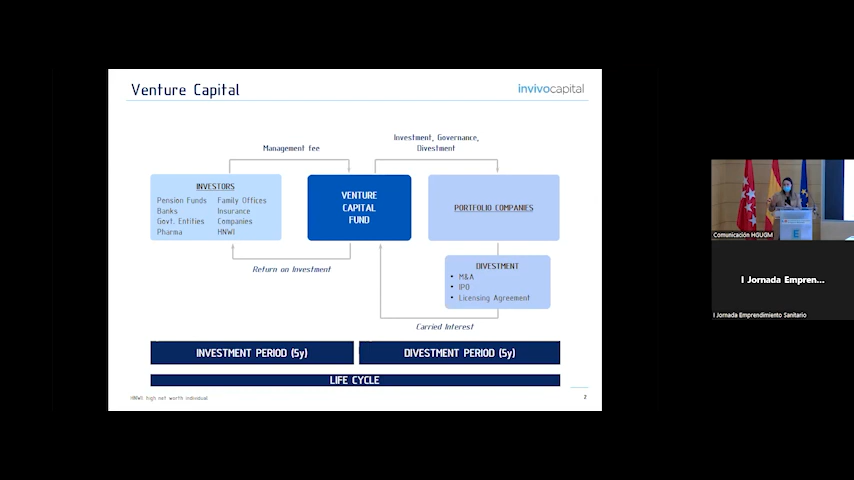 Venture Capital
invivocapital
Investment, Governance,
Divestment
Management fee
INVESTORS
Pension Funds Family Offices
Banks Insurance
Govt. Entities Companies
Pharma HNWI
VENTURE
CAPITAL
FUND
PORTFOLIO COMPANIES
Return on Investment
DIVESTMENT
• M&A
• IPO
• Licensing Agreement
Carried Interest
INVESTMENT PERIOD (5y) DIVESTMENT PERIOD (5y)
LIFE CYCLE
HNWI high net worth individual
2
Comunicación HGUGM
I Jornada Empren...
I Jornada Emprendimiento Sanitario